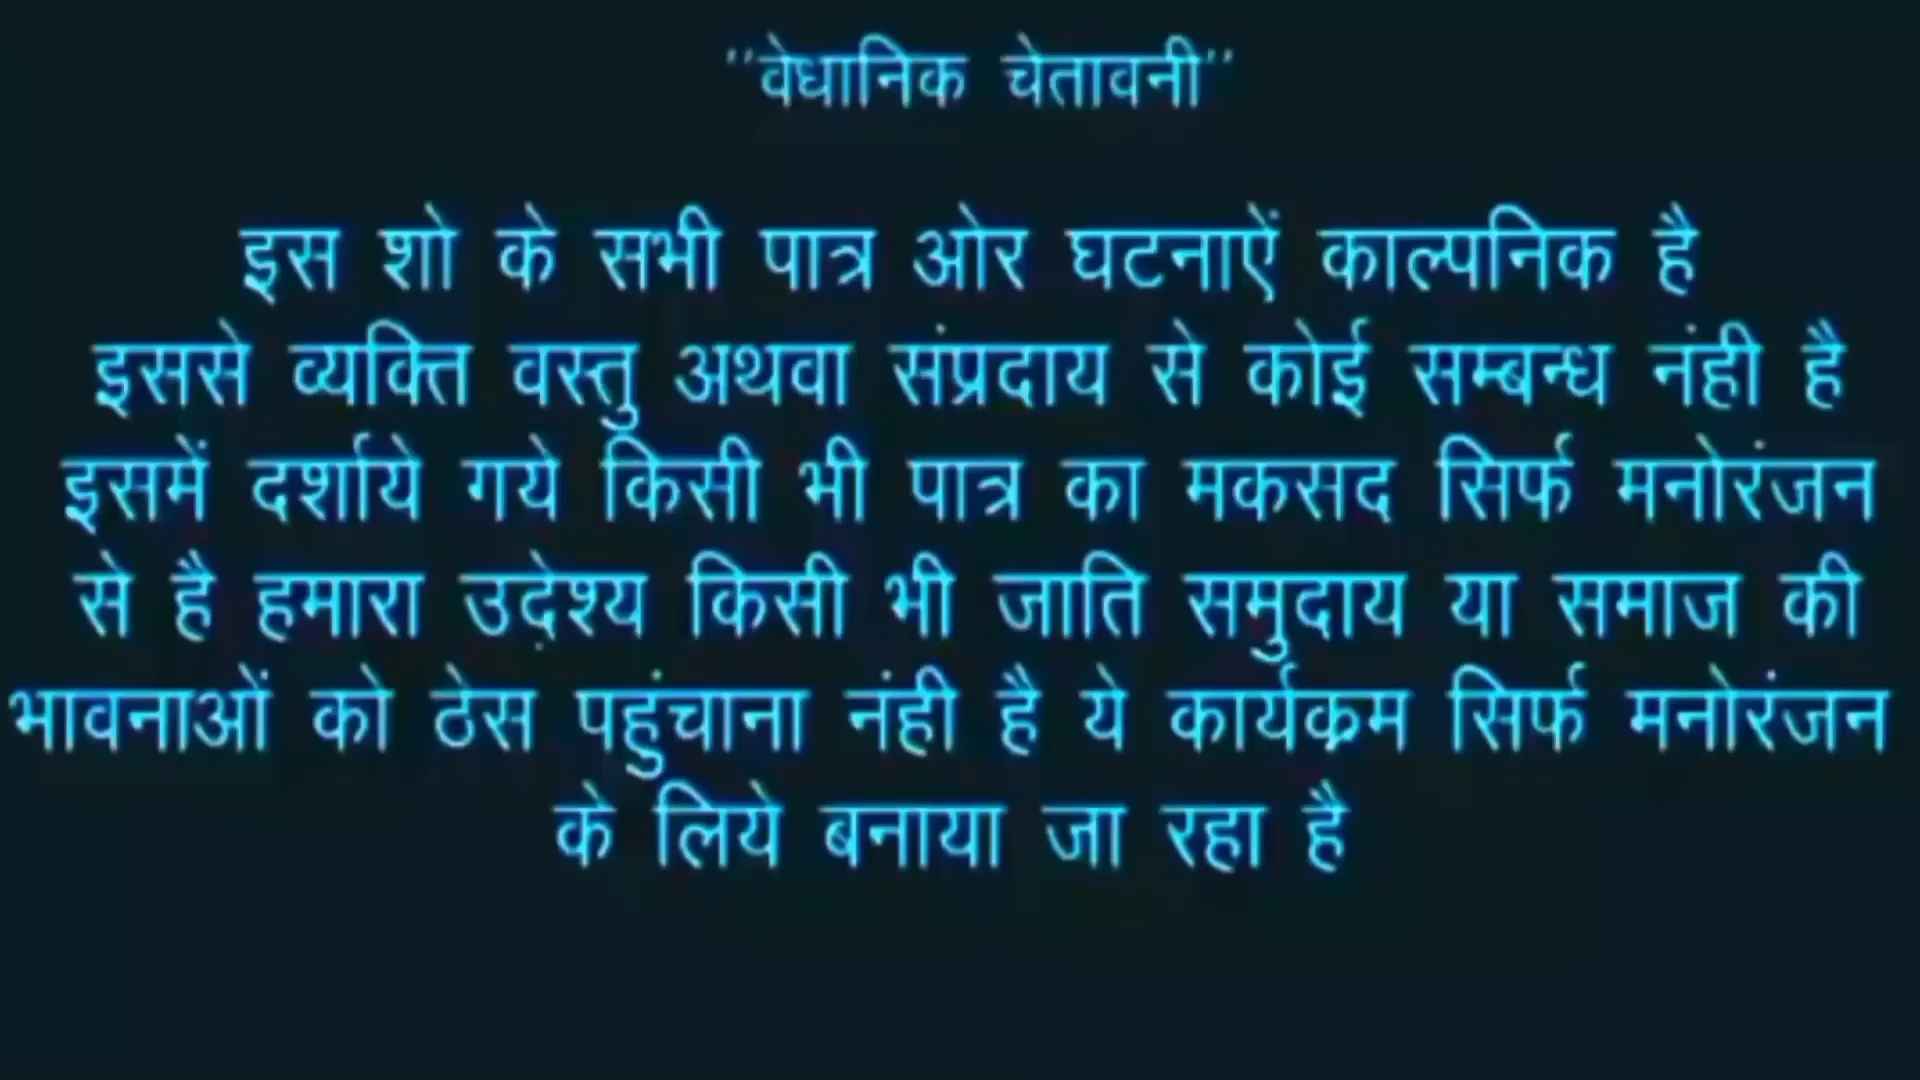 "वेधानिक चेतावनी"
इस शो के सभी पात्र ओर घटनाऐं काल्पनिक है
इससे व्यक्ति वस्तु अथवा संप्रदाय से कोई सम्बन्ध नंही है
इसमें दर्शाये गये किसी भी पात्र का मकसद सिर्फ मनोरंजन
से है हमारा उदे़श्य किसी भी जाति समुदाय या समाज की
भावनाओं को ठेस पहुंचाना नंही है ये कार्यक्रम सिर्फ मनोरंजन
के लिये बनाया जा रहा है